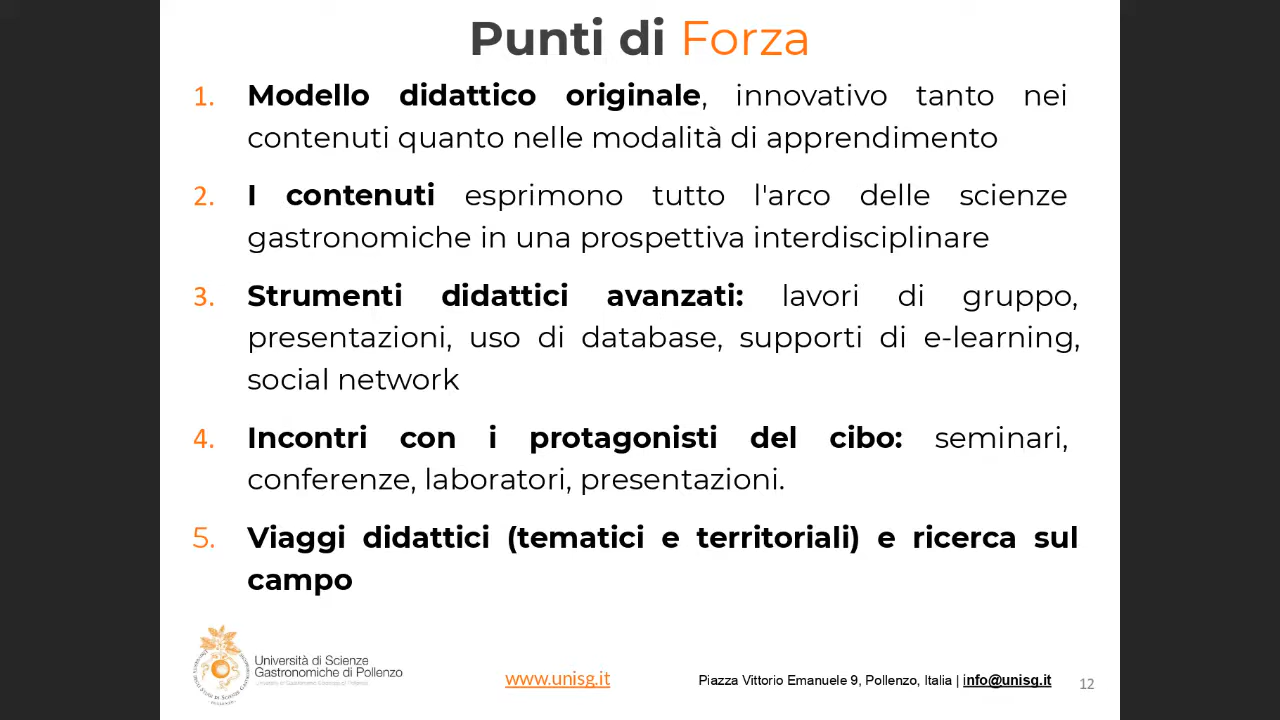 Punti di Forza
1. Modello didattico originale, innovativo tanto nei
contenuti quanto nelle modalità di apprendimento
2. I contenuti esprimono tutto l'arco delle scienze
gastronomiche in una prospettiva interdisciplinare
3. Strumenti didattici avanzati: lavori di gruppo,
presentazioni, uso di database, supporti di e-learning,
social network
4. Incontri con i protagonisti del cibo: seminari,
conferenze, laboratori, presentazioni.
5. Viaggi didattici (tematici e territoriali) e ricerca sul
campo
Università di Scienze
Gastronomiche di Pollenzo
www.unisg.it
Piazza Vittorio Emanuele 9, Pollenzo, Italia | info@unisg.it
12